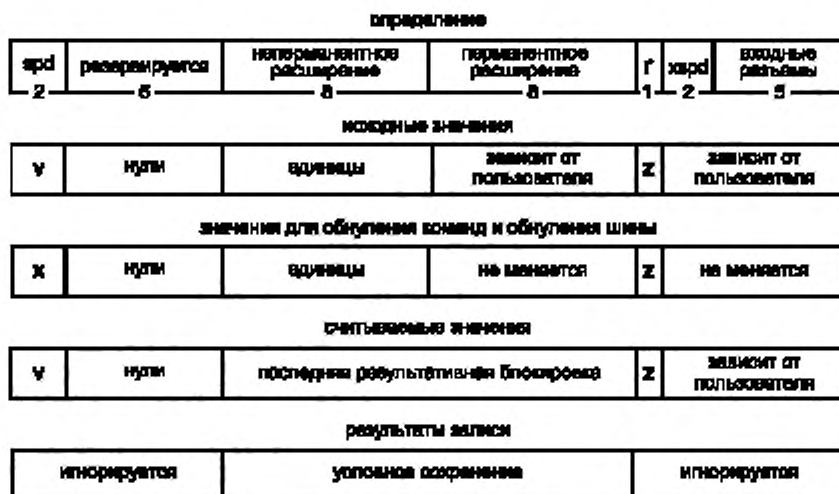 определение
spd резервируется неперманентное расширение перманентное расширение r xspd входные разъемы
2 5 8 8 1 2 5
исходные значения
v нули единицы зависит от пользователя z зависит от пользователя
значения для обнуления команд и обнуления шины
x нули единицы не меняется z не меняется
считываемые значения
v нули последняя результативная блокировка z зависит от пользователя
результаты записи
игнорируется условное сохранение игнорируется